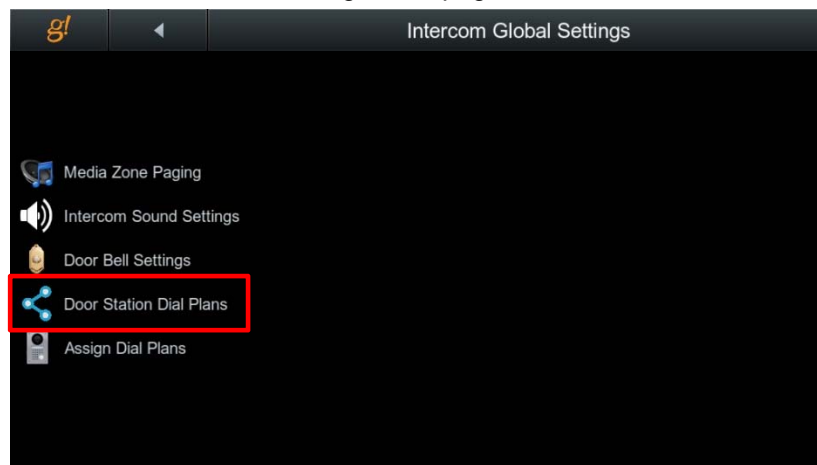 g!
Intercom Global Settings
Media Zone Paging
Intercom Sound Settings
Door Bell Settings
Door Station Dial Plans
Assign Dial Plans